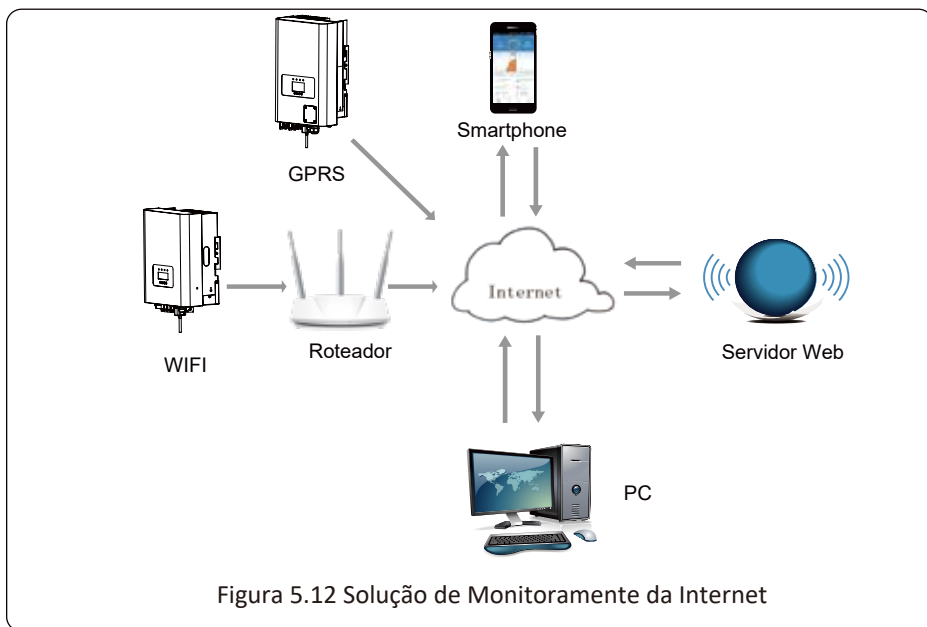 Smartphone
GPRS
Internet
WIFI
Roteador
Servidor Web
PC
Figura 5.12 Solução de Monitoramente da Internet